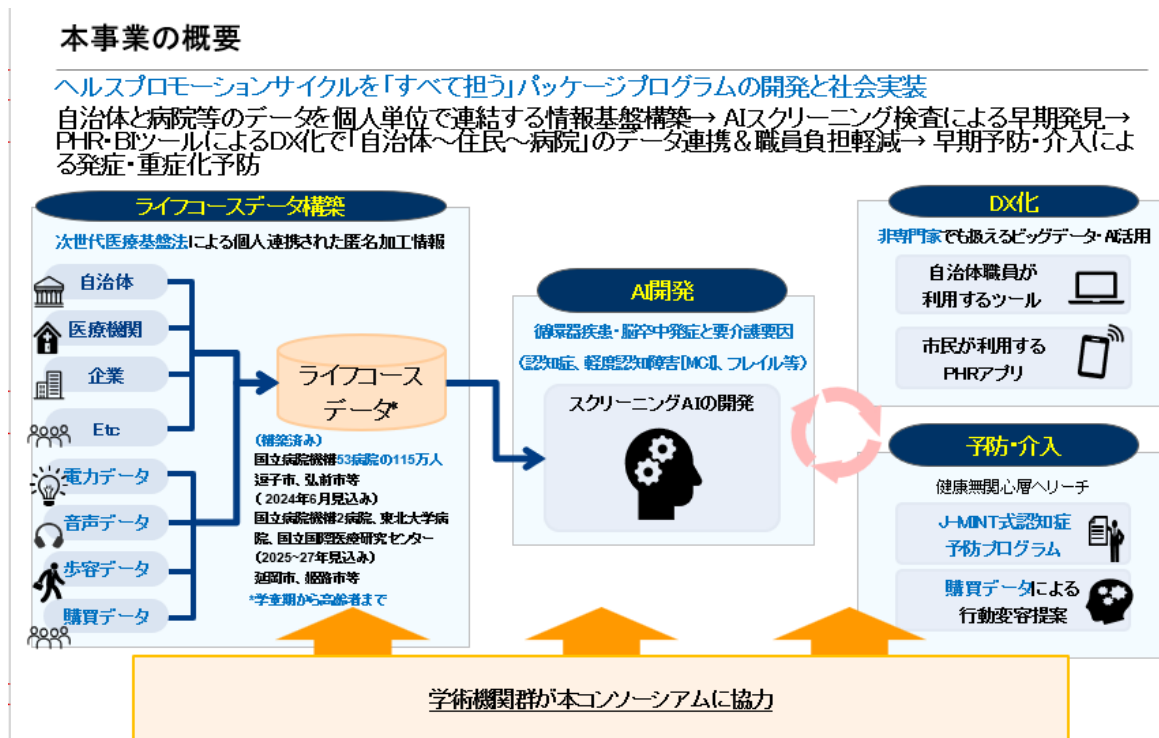 本事業の概要
ヘルスプロモーションサイクルを「すべて担う」パッケージプログラムの開発と社会実装
自治体と病院等のデータを個人単位で連結する情報基盤構築→ AIスクリーニング検査による早期発見→
PHR・BIツールによるDX化で「自治体～住民～病院」のデータ連携＆職員負担軽減→ 早期予防・介入によ
る発症・重症化予防
ライフコースデータ構築
次世代医療基盤法による個人連携された匿名加工情報
自治体
医療機関
企業
Etc
電力データ
音声データ
歩容データ
購買データ
ライフコース
データ*
(構築済み)
国立病院機構53病院の115万人
逗子市、弘前市等
(2024年6月見込み)
国立病院機構2病院、東北大学病
院、国立国際医療研究センター
(2025~27年見込み)
延岡市、姫路市等
*学童期から高齢者まで
AI開発
循環器疾患・脳卒中発症と要介護要因
(認知症、軽度認知障害[MCI]、フレイル等)
スクリーニングAIの開発
DX化
非専門家でも扱えるビッグデータ・AI活用
自治体職員が
利用するツール
市民が利用する
PHRアプリ
予防・介入
健康無関心層へリーチ
J-MINT式認知症
予防プログラム
購買データによる
行動変容提案
学術機関群が本コンソーシアムに協力